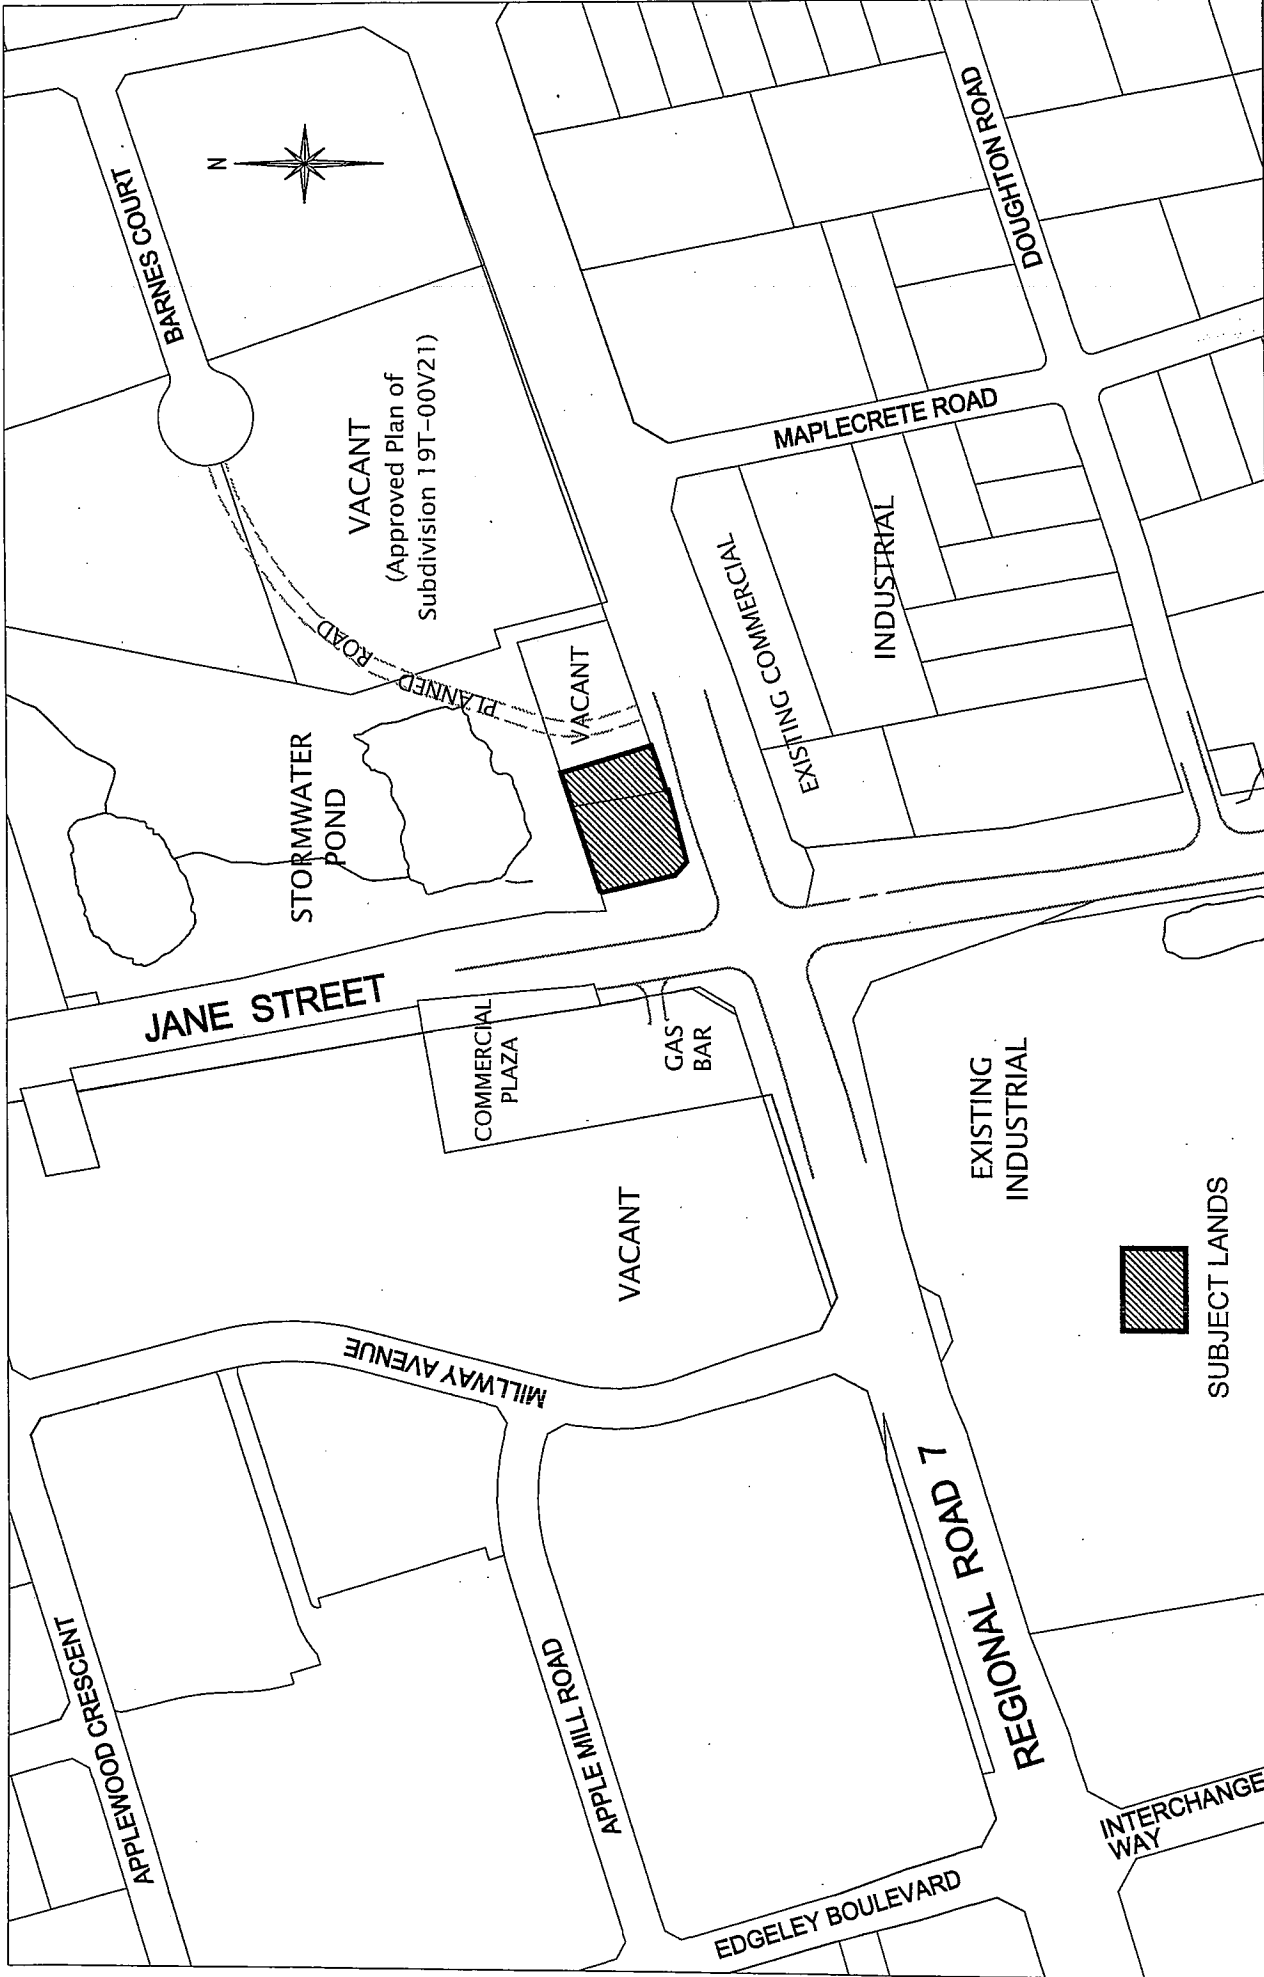 N
BARNES COURT
VACANT
(Approved Plan of
Subdivision 19T-00V21)
PLANNED ROAD
STORMWATER
POND
VACANT
DOUGHTON ROAD
MAPLECRETE ROAD
EXISTING COMMERCIAL
INDUSTRIAL
JANE STREET
COMMERCIAL
PLAZA
GAS
BAR
VACANT
EXISTING
INDUSTRIAL
MILLWAY AVENUE
APPLEWOOD CRESCENT
APPLE MILL ROAD
REGIONAL ROAD 7
EDGELEY BOULEVARD
INTERCHANGE
WAY
SUBJECT LANDS